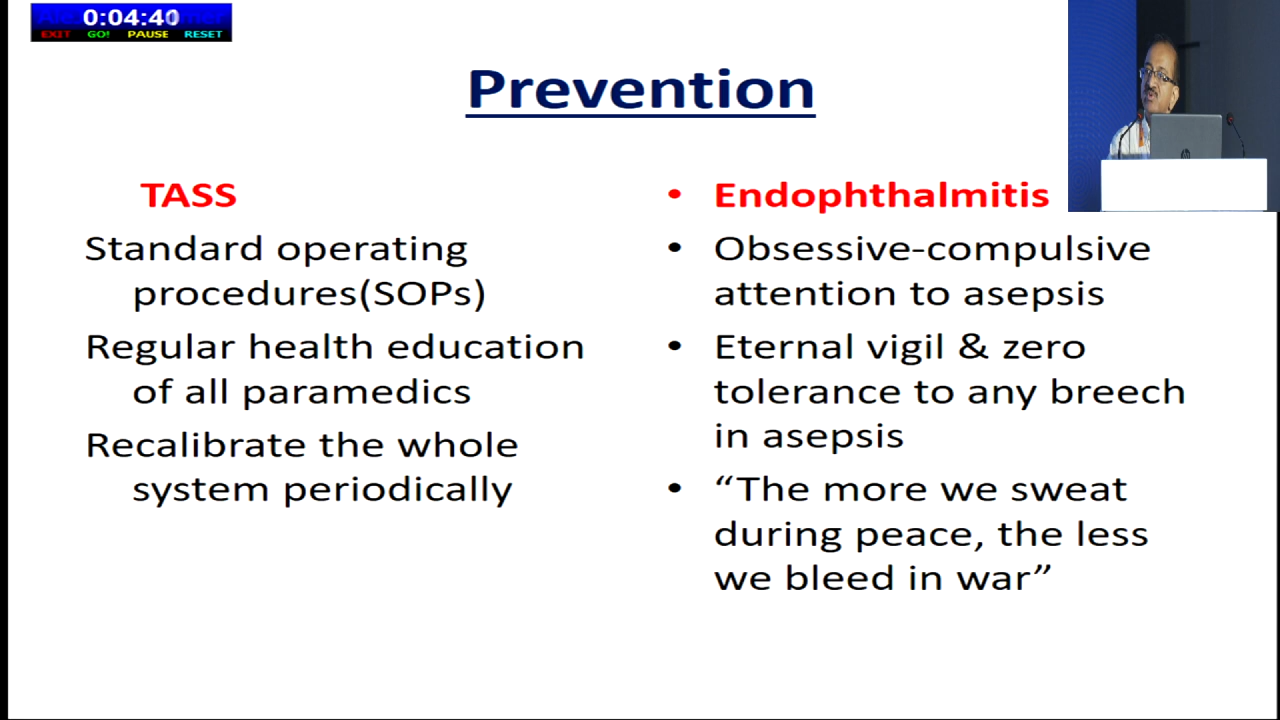 0:04:40
EXIT GO! PAUSE RESET
Prevention
TASS
Standard operating
procedures(SOPs)
Regular health education
of all paramedics
Recalibrate the whole
system periodically
• Endophthalmitis
• Obsessive-compulsive
attention to asepsis
• Eternal vigil & zero
tolerance to any breech
in asepsis
• “The more we sweat
during peace, the less
we bleed in war”
hp